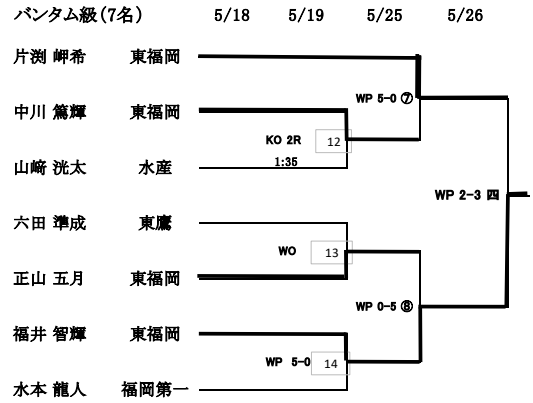 バンタム級(7名) 5/18 5/19 5/25 5/26
片渕 岬希 東福岡
WP 5-0 ⑦
中川 篤輝 東福岡
KO 2R 12
1:35
山﨑 洸太 水産
WP 2-3 四
六田 準成 東鷹
WO 13
正山 五月 東福岡
WP 0-5 ⑧
福井 智輝 東福岡
WP 5-0 14
水本 龍人 福岡第一